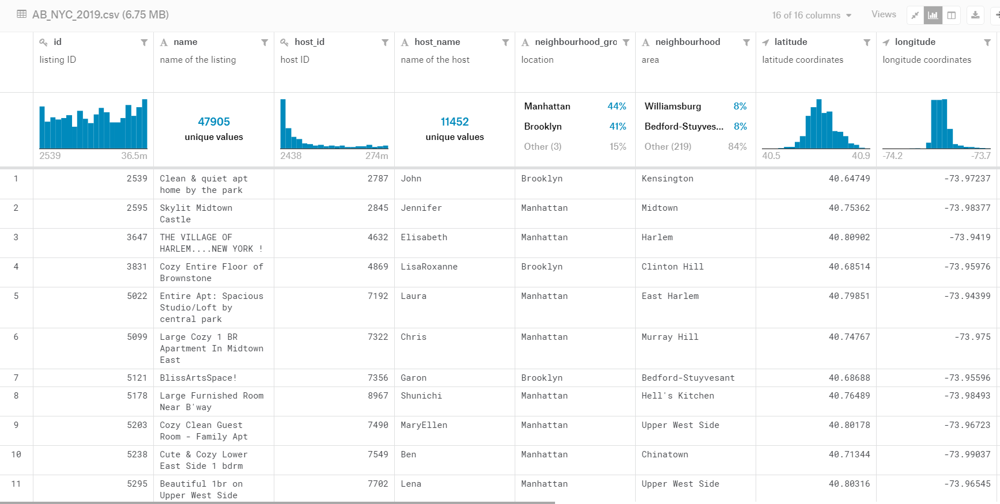 AB_NYC_2019.csv (6.75 MB)
16 of 16 columns
Views
id
A name
host_id
A host_name
A neighbourhood_gro
A neighbourhood
latitude
longitude
listing ID
name of the listing
host ID
name of the host
location
area
latitude coordinates
longitude coordinates
2539 36.5m
47905
unique values
2438 274m
11452
unique values
Manhattan 44%
Brooklyn 41%
Other (3) 15%
Williamsburg 8%
Bedford-Stuyves... 8%
Other (219) 84%
40.5 40.9
-74.2 -73.7
1 2539 Clean & quiet apt 2787 John Brooklyn Kensington 40.64749 -73.97237
home by the park
2 2595 Skylit Midtown 2845 Jennifer Manhattan Midtown 40.75362 -73.98377
Castle
3 3647 THE VILLAGE OF 4632 Elisabeth Manhattan Harlem 40.80902 -73.9419
HARLEM....NEW YORK !
4 3831 Cozy Entire Floor of 4869 LisaRoxanne Brooklyn Clinton Hill 40.68514 -73.95976
Brownstone
5 5022 Entire Apt: Spacious 7192 Laura Manhattan East Harlem 40.79851 -73.94399
Studio/Loft by
central park
6 5099 Large Cozy 1 BR 7322 Chris Manhattan Murray Hill 40.74767 -73.975
Apartment In Midtown
East
7 5121 BlissArtsSpace! 7356 Garon Brooklyn Bedford-Stuyvesant 40.68688 -73.95596
8 5178 Large Furnished Room 8967 Shunichi Manhattan Hell's Kitchen 40.76489 -73.98493
Near B'way
9 5203 Cozy Clean Guest 7490 MaryEllen Manhattan Upper West Side 40.80178 -73.96723
Room - Family Apt
10 5238 Cute & Cozy Lower 7549 Ben Manhattan Chinatown 40.71344 -73.99037
East Side 1 bdrm
11 5295 Beautiful 1br on 7702 Lena Manhattan Upper West Side 40.80316 -73.96545
Upper West Side